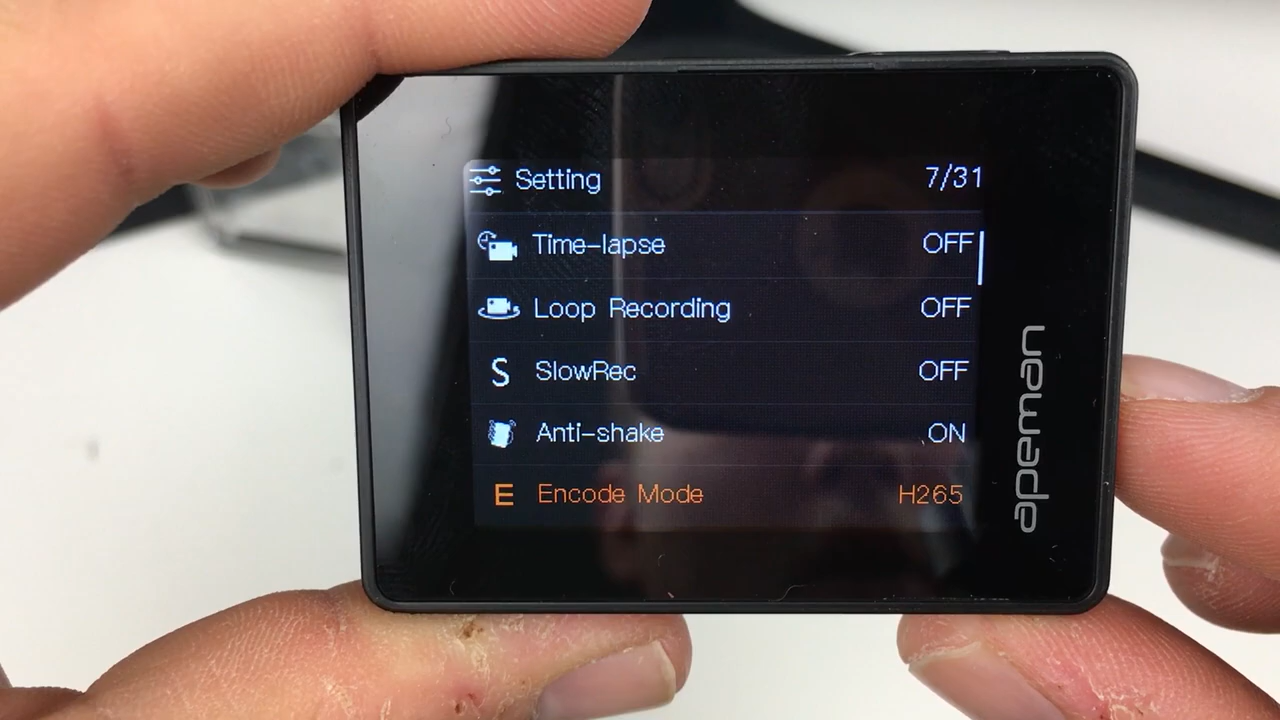 Setting 7/31
Time-lapse OFF
Loop Recording OFF
S SlowRec OFF
Anti-shake ON
E Encode Mode H265
apeman